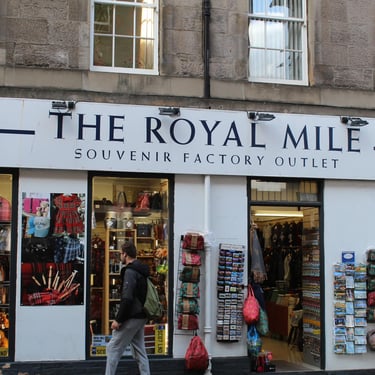 THE ROYAL MILE
SOUVENIR FACTORY OUTLET